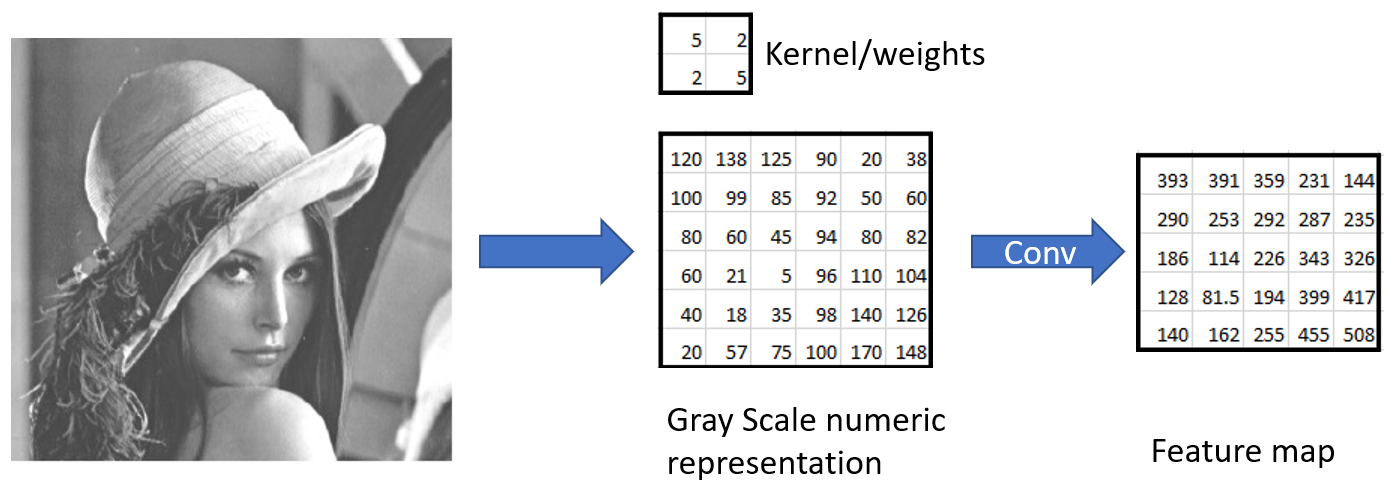 5 2
2 5
Kernel/weights
120 138 125 90 20 38
100 99 85 92 50 60
80 60 45 94 80 82
60 21 5 96 110 104
40 18 35 98 140 126
20 57 75 100 170 148
Gray Scale numeric
representation
Conv
393 391 359 231 144
290 253 292 287 235
186 114 226 343 326
128 81.5 194 399 417
140 162 255 455 508
Feature map